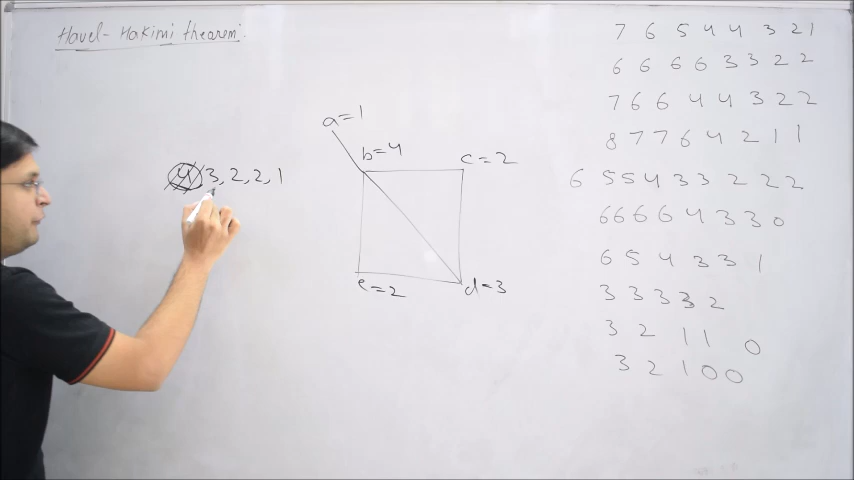 Havel-Hakimi theorem.
4, 3, 2, 2, 1
a=1
b=4
c=2
e=2
d=3
7 6 5 4 4 3 2 1
6 6 6 6 3 3 2 2
7 6 6 4 4 3 2 2
8 7 7 6 4 2 1 1
6 5 5 4 3 3 2 2 2
6 6 6 6 4 3 3 0
6 5 4 3 3 1
3 3 3 3 2
3 2 1 1 0
3 2 1 0 0